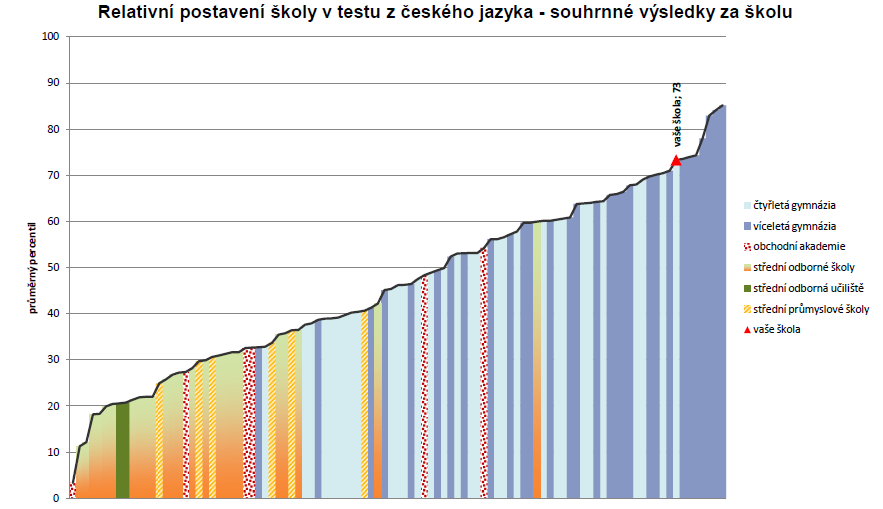 Relativní postavení školy v testu z českého jazyka - souhrnné výsledky za školu
průměrný percentil
100
90
80
70
60
50
40
30
20
10
0
vaše škola; 73
čtyřletá gymnázia
víceletá gymnázia
obchodní akademie
střední odborné školy
střední odborná učiliště
střední průmyslové školy
vaše škola